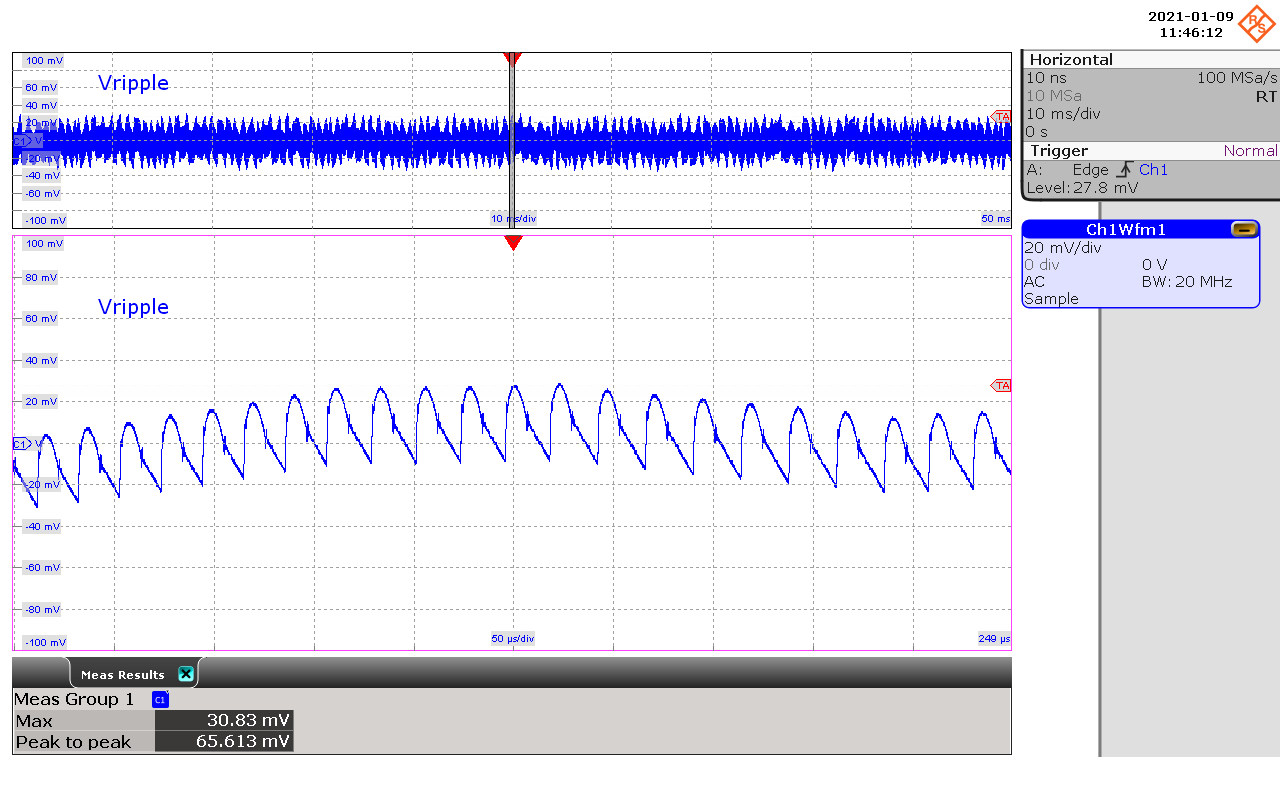 2021-01-09
11:46:12
R&S
Horizontal
10 ns 100 MSa/s
10 MSa RT
10 ms/div
0 s
Trigger Normal
A: Edge Ch1
Level: 27.8 mV
Ch1Wfm1
20 mV/div
0 div 0 V
AC BW: 20 MHz
Sample
100 mV
Vripple
60 mV
40 mV
20 mV
TA
C1 V
-20 mV
-40 mV
-60 mV
-100 mV
10 ms/div
50 ms
100 mV
80 mV
Vripple
60 mV
40 mV
TA
20 mV
C1 V
-20 mV
-40 mV
-60 mV
-80 mV
-100 mV
50 µs/div
249 µs
Meas Results
Meas Group 1 C1
Max 30.83 mV
Peak to peak 65.613 mV